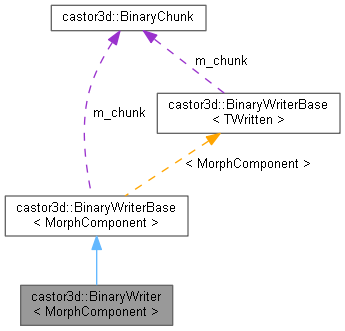 castor3d::BinaryChunk
m_chunk
castor3d::BinaryWriterBase
< TWritten >
m_chunk
< MorphComponent >
castor3d::BinaryWriterBase
< MorphComponent >
castor3d::BinaryWriter
< MorphComponent >